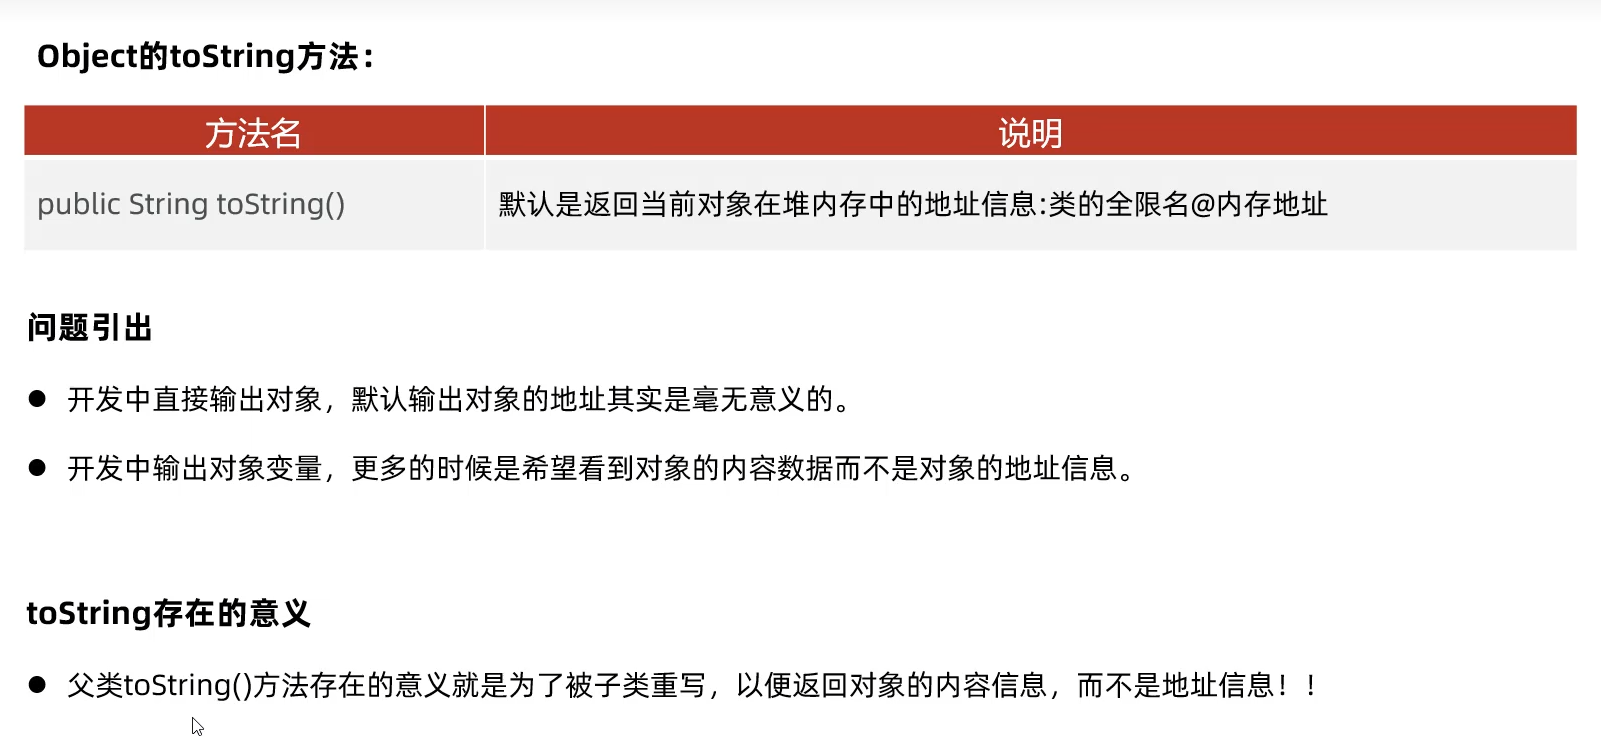 Object的toString方法：
方法名 说明
public String toString() 默认是返回当前对象在堆内存中的地址信息:类的全限名@内存地址
问题引出
● 开发中直接输出对象，默认输出对象的地址其实是毫无意义的。
● 开发中输出对象变量，更多的时候是希望看到对象的内容数据而不是对象的地址信息。
toString存在的意义
● 父类toString()方法存在的意义就是为了被子类重写，以便返回对象的内容信息，而不是地址信息！！